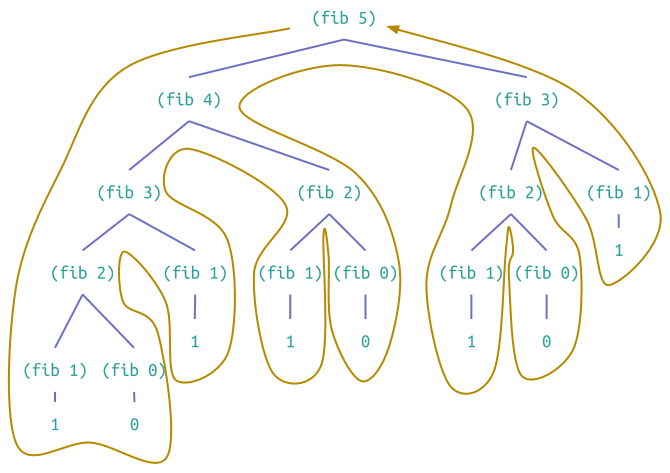 (fib 5)
(fib 4) (fib 3)
(fib 3) (fib 2) (fib 2) (fib 1)
1
(fib 2) (fib 1) (fib 1) (fib 0) (fib 1) (fib 0)
1 1 0 1 0
(fib 1) (fib 0)
1 0